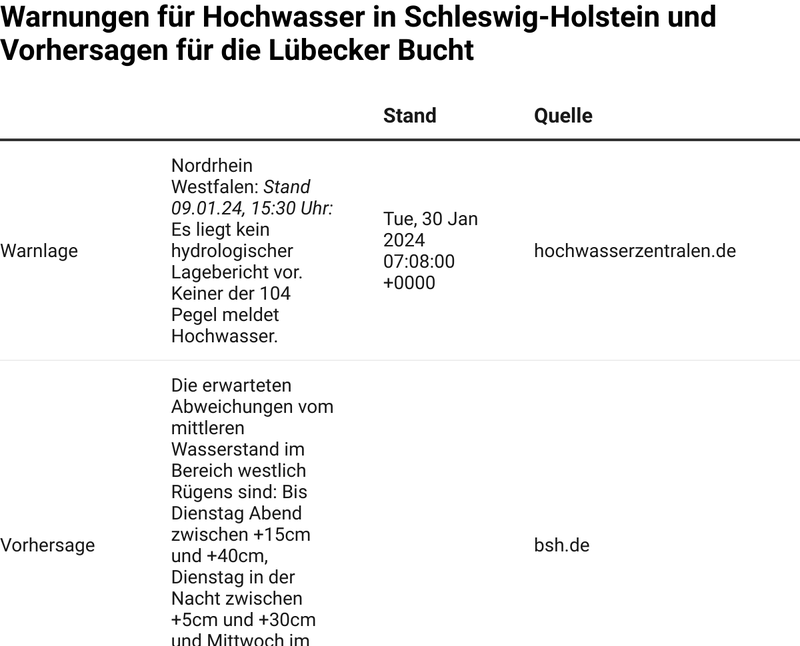 Warnungen für Hochwasser in Schleswig-Holstein und
Vorhersagen für die Lübecker Bucht
Stand
Quelle
Warnlage
Nordrhein
Westfalen: Stand
09.01.24, 15:30 Uhr:
Es liegt kein
hydrologischer
Lagebericht vor.
Keiner der 104
Pegel meldet
Hochwasser.
Tue, 30 Jan
2024
07:08:00
+0000
hochwasserzentralen.de
Vorhersage
Die erwarteten
Abweichungen vom
mittleren
Wasserstand im
Bereich westlich
Rügens sind: Bis
Dienstag Abend
zwischen +15cm
und +40cm,
Dienstag in der
Nacht zwischen
+5cm und +30cm
und Mittwoch im
bsh.de